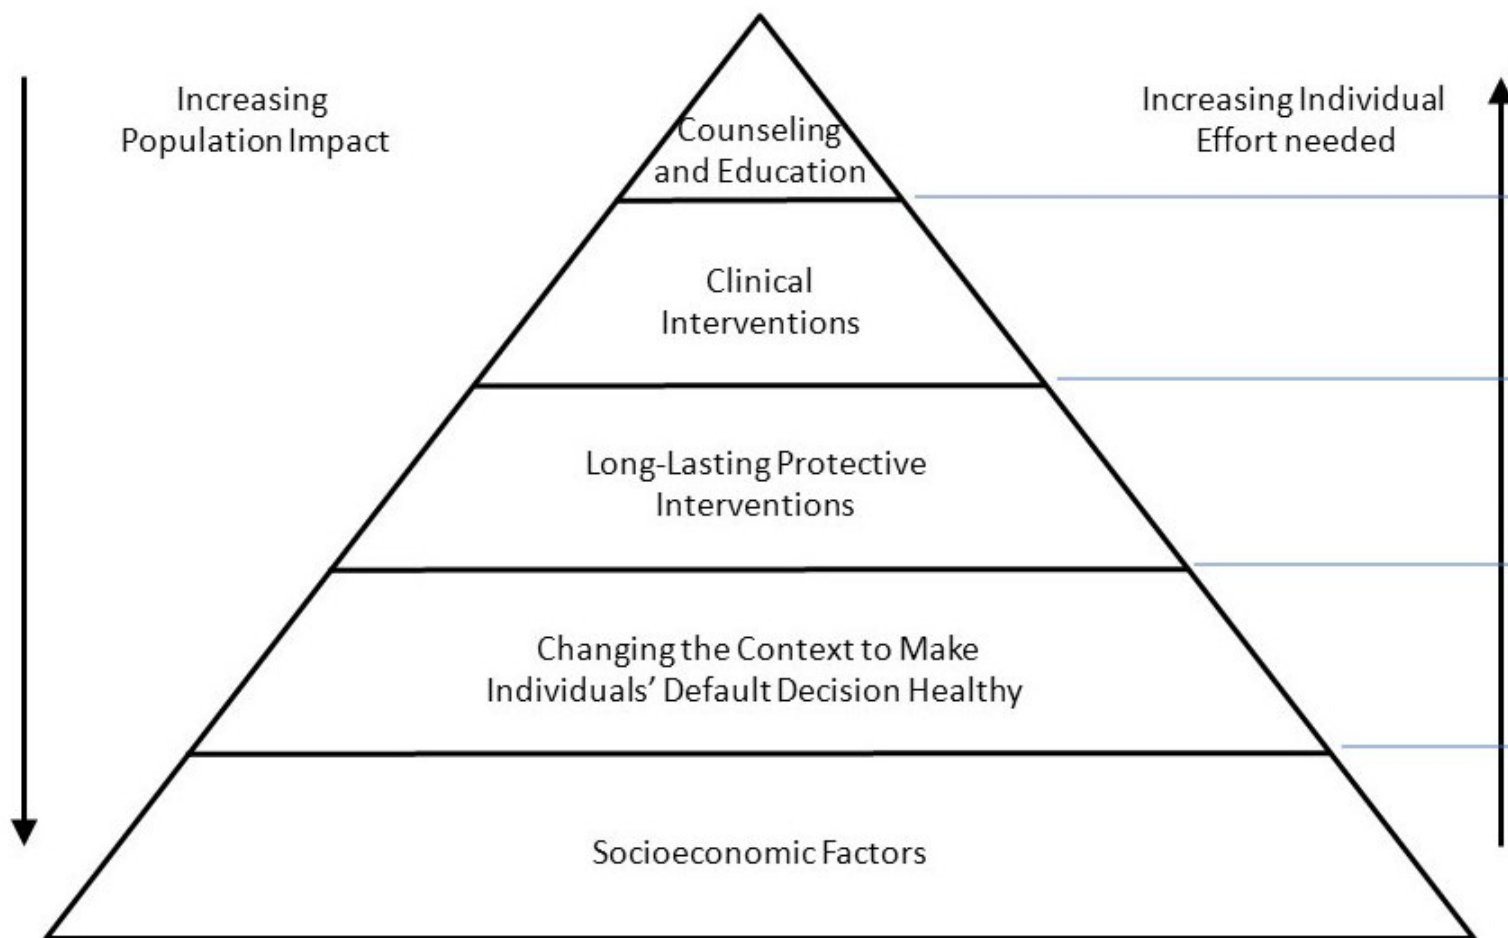 Increasing
Population Impact
Increasing Individual
Effort needed
Counseling
and Education
Clinical
Interventions
Long-Lasting Protective
Interventions
Changing the Context to Make
Individuals’ Default Decision Healthy
Socioeconomic Factors